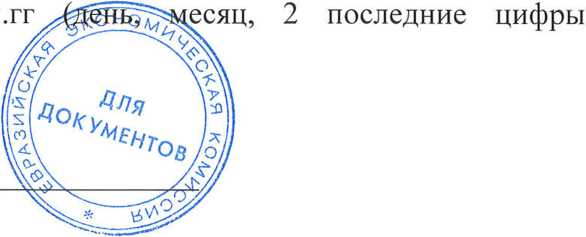 .гг (день, месяц, 2 последние цифры
ЕВРАЗИЙСКАЯ ЭКОНОМИЧЕСКАЯ КОМИССИЯ *
ДЛЯ
ДОКУМЕНТОВ